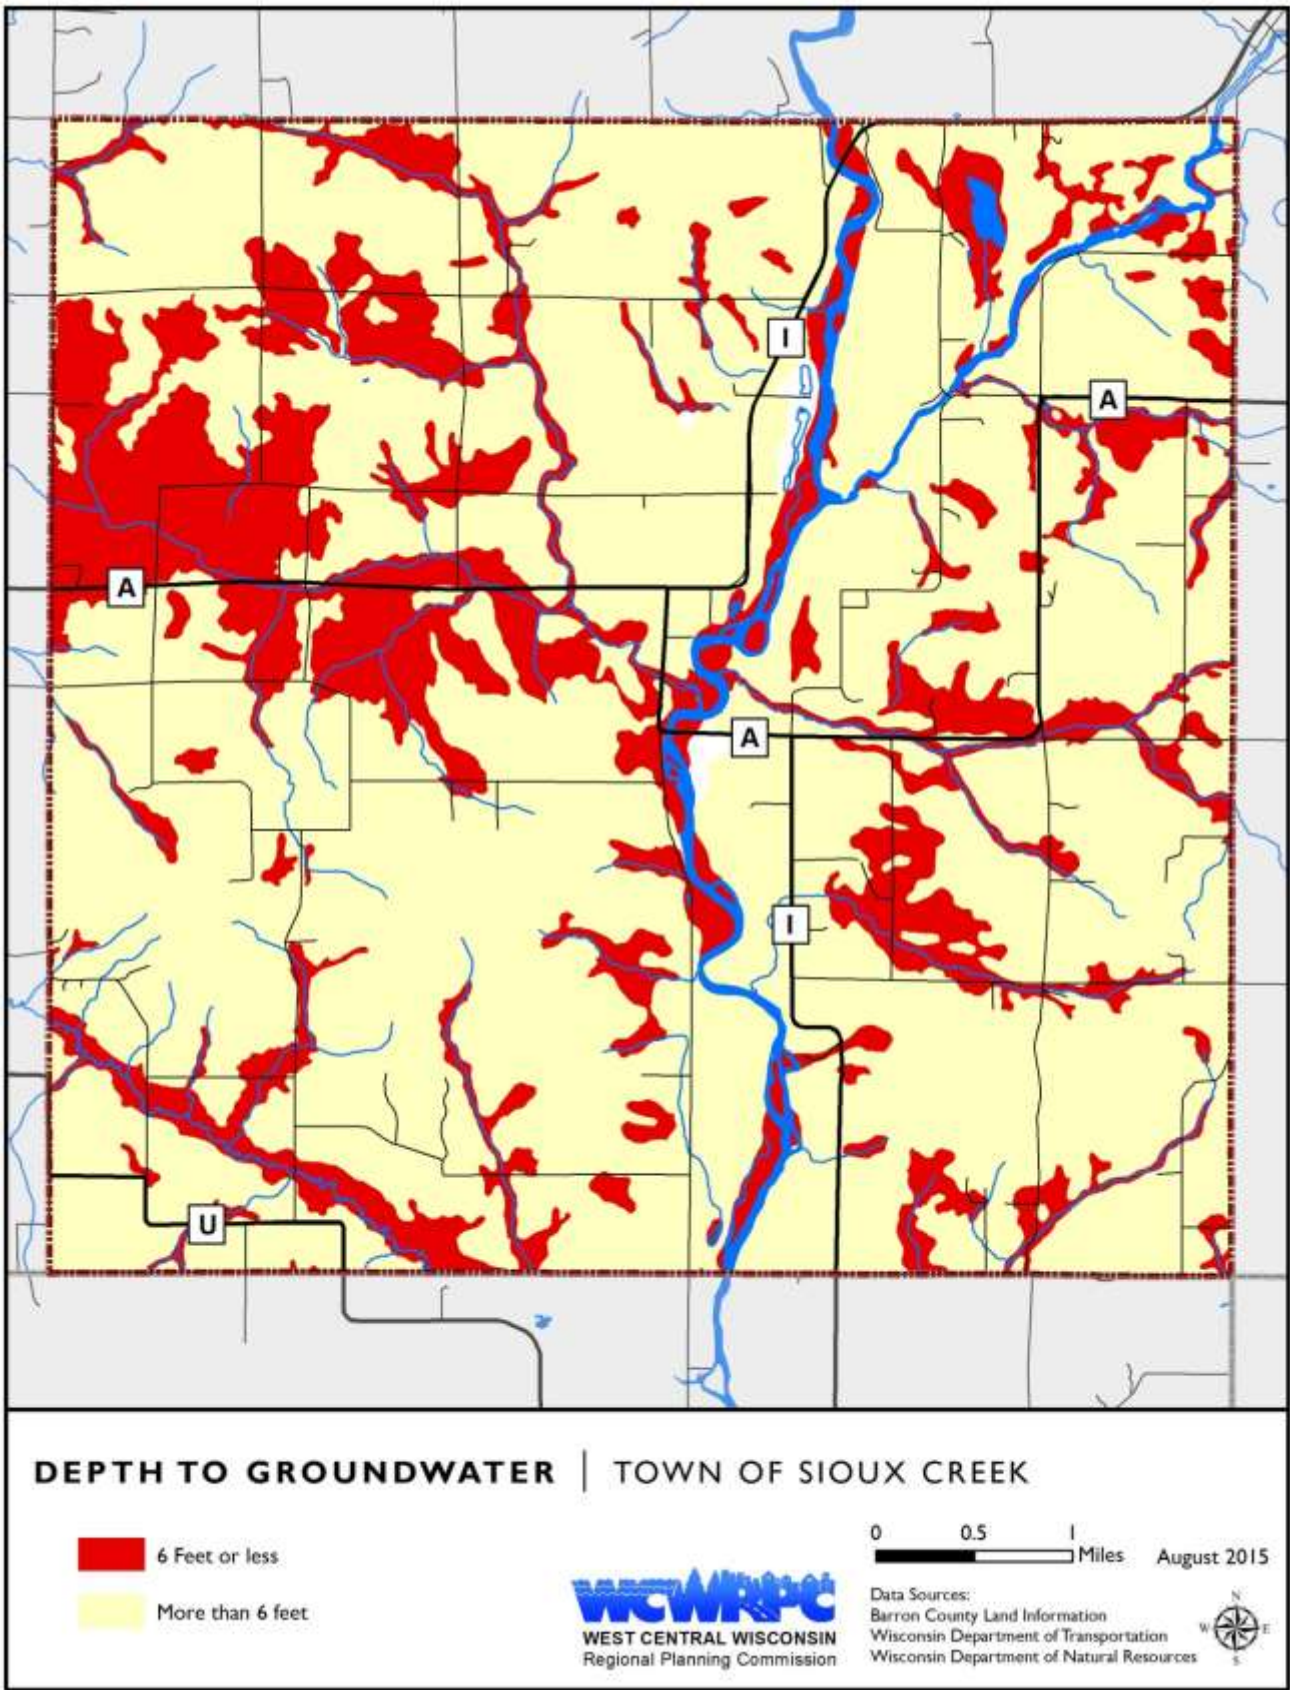 I
A
A
A
I
U
DEPTH TO GROUNDWATER | TOWN OF SIOUX CREEK
6 Feet or less
More than 6 feet
WCWRPC
WEST CENTRAL WISCONSIN
Regional Planning Commission
0 0.5 1
Miles
August 2015
Data Sources:
Barron County Land Information
Wisconsin Department of Transportation
Wisconsin Department of Natural Resources
N
W E
S